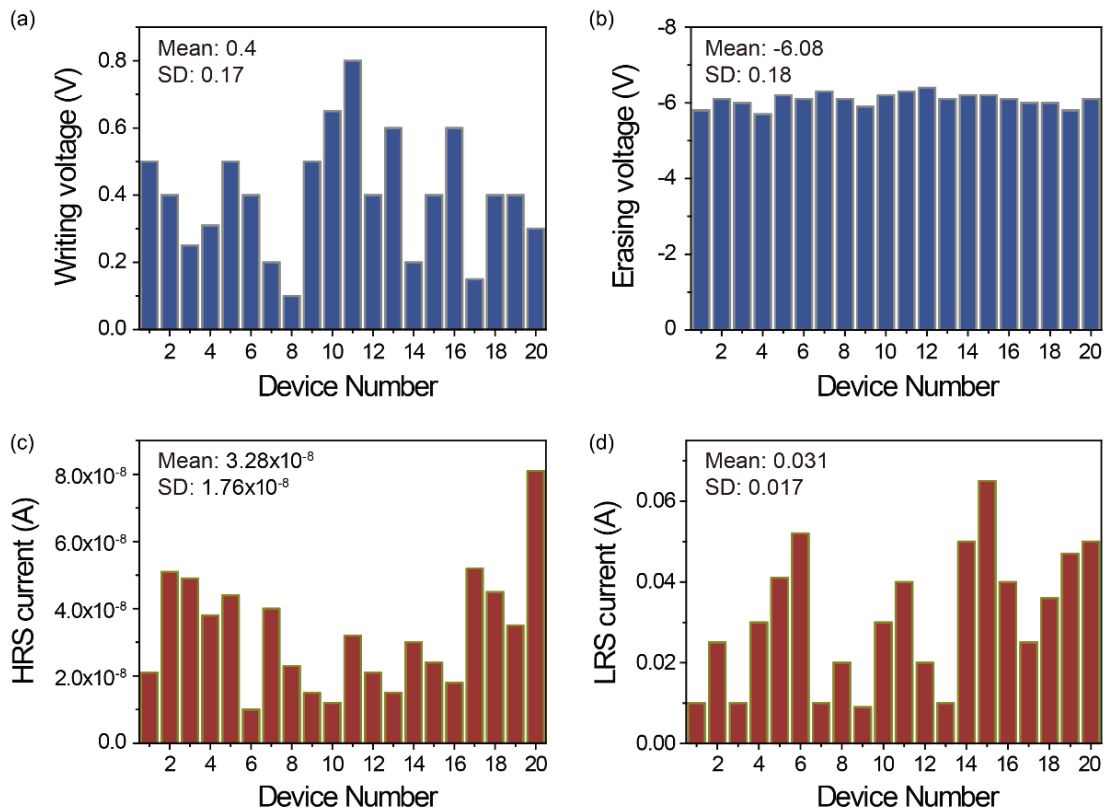 (a)
Mean: 0.4
SD: 0.17
Writing voltage (V)
0.8
0.6
0.4
0.2
0.0
2 4 6 8 10 12 14 16 18 20
Device Number
(b)
Mean: -6.08
SD: 0.18
Erasing voltage (V)
-8
-6
-4
-2
0
2 4 6 8 10 12 14 16 18 20
Device Number
(c)
Mean: 3.28x10⁻⁸
SD: 1.76x10⁻⁸
HRS current (A)
8.0x10⁻⁸
6.0x10⁻⁸
4.0x10⁻⁸
2.0x10⁻⁸
0.0
2 4 6 8 10 12 14 16 18 20
Device Number
(d)
Mean: 0.031
SD: 0.017
LRS current (A)
0.06
0.04
0.02
0.00
2 4 6 8 10 12 14 16 18 20
Device Number